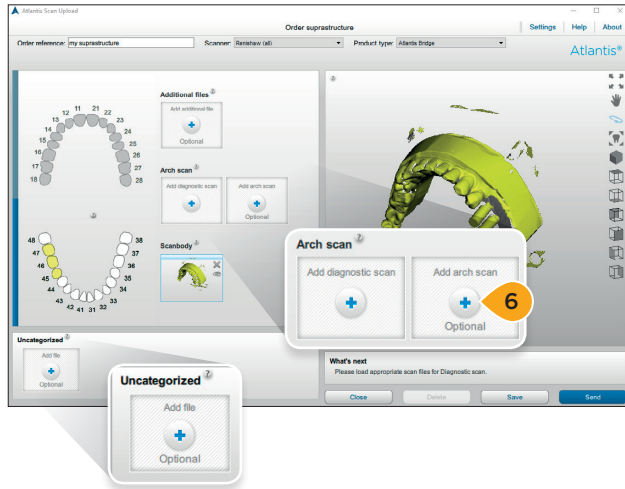 Atlantis Scan Upload
Order suprastructure
Settings Help About
Order reference: my suprastructure Scanner: Renishaw (all) Product type: Atlantis Bridge
Atlantis®
Additional files ?
Add additional file
Optional
Arch scan ?
Add diagnostic scan Add arch scan
Optional
Scanbody ?
11 21
12 22
13 23
14 24
15 25
16 26
17 27
18 28
48 38
47 37
46 36
45 35
44 34
43 33
42 41 31 32
Arch scan ?
Add diagnostic scan Add arch scan
6
Optional
Uncategorized ?
Add file
Optional
Uncategorized ?
Add file
Optional
What's next
Please load appropriate scan files for Diagnostic scan.
Close Delete Save Send